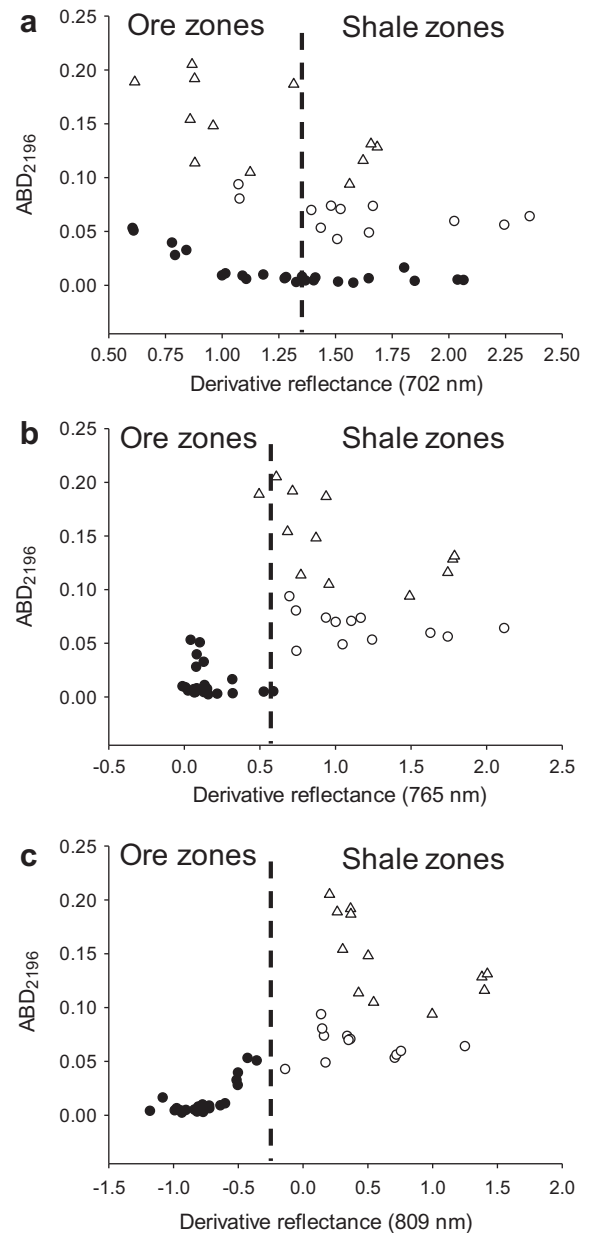 a
Ore zones Shale zones
0.25
0.20
0.15
0.10
0.05
0.00
ABD2196
0.50 0.75 1.00 1.25 1.50 1.75 2.00 2.25 2.50
Derivative reflectance (702 nm)
b
Ore zones Shale zones
0.25
0.20
0.15
0.10
0.05
0.00
ABD2196
-0.5 0.0 0.5 1.0 1.5 2.0 2.5
Derivative reflectance (765 nm)
c
Ore zones Shale zones
0.25
0.20
0.15
0.10
0.05
0.00
ABD2196
-1.5 -1.0 -0.5 0.0 0.5 1.0 1.5 2.0
Derivative reflectance (809 nm)